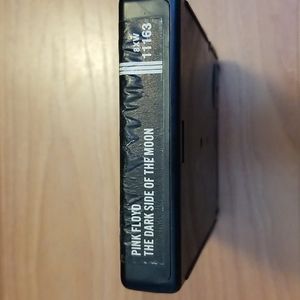 PINK FLOYD
THE DARK SIDE OF THE MOON
8XW
11163